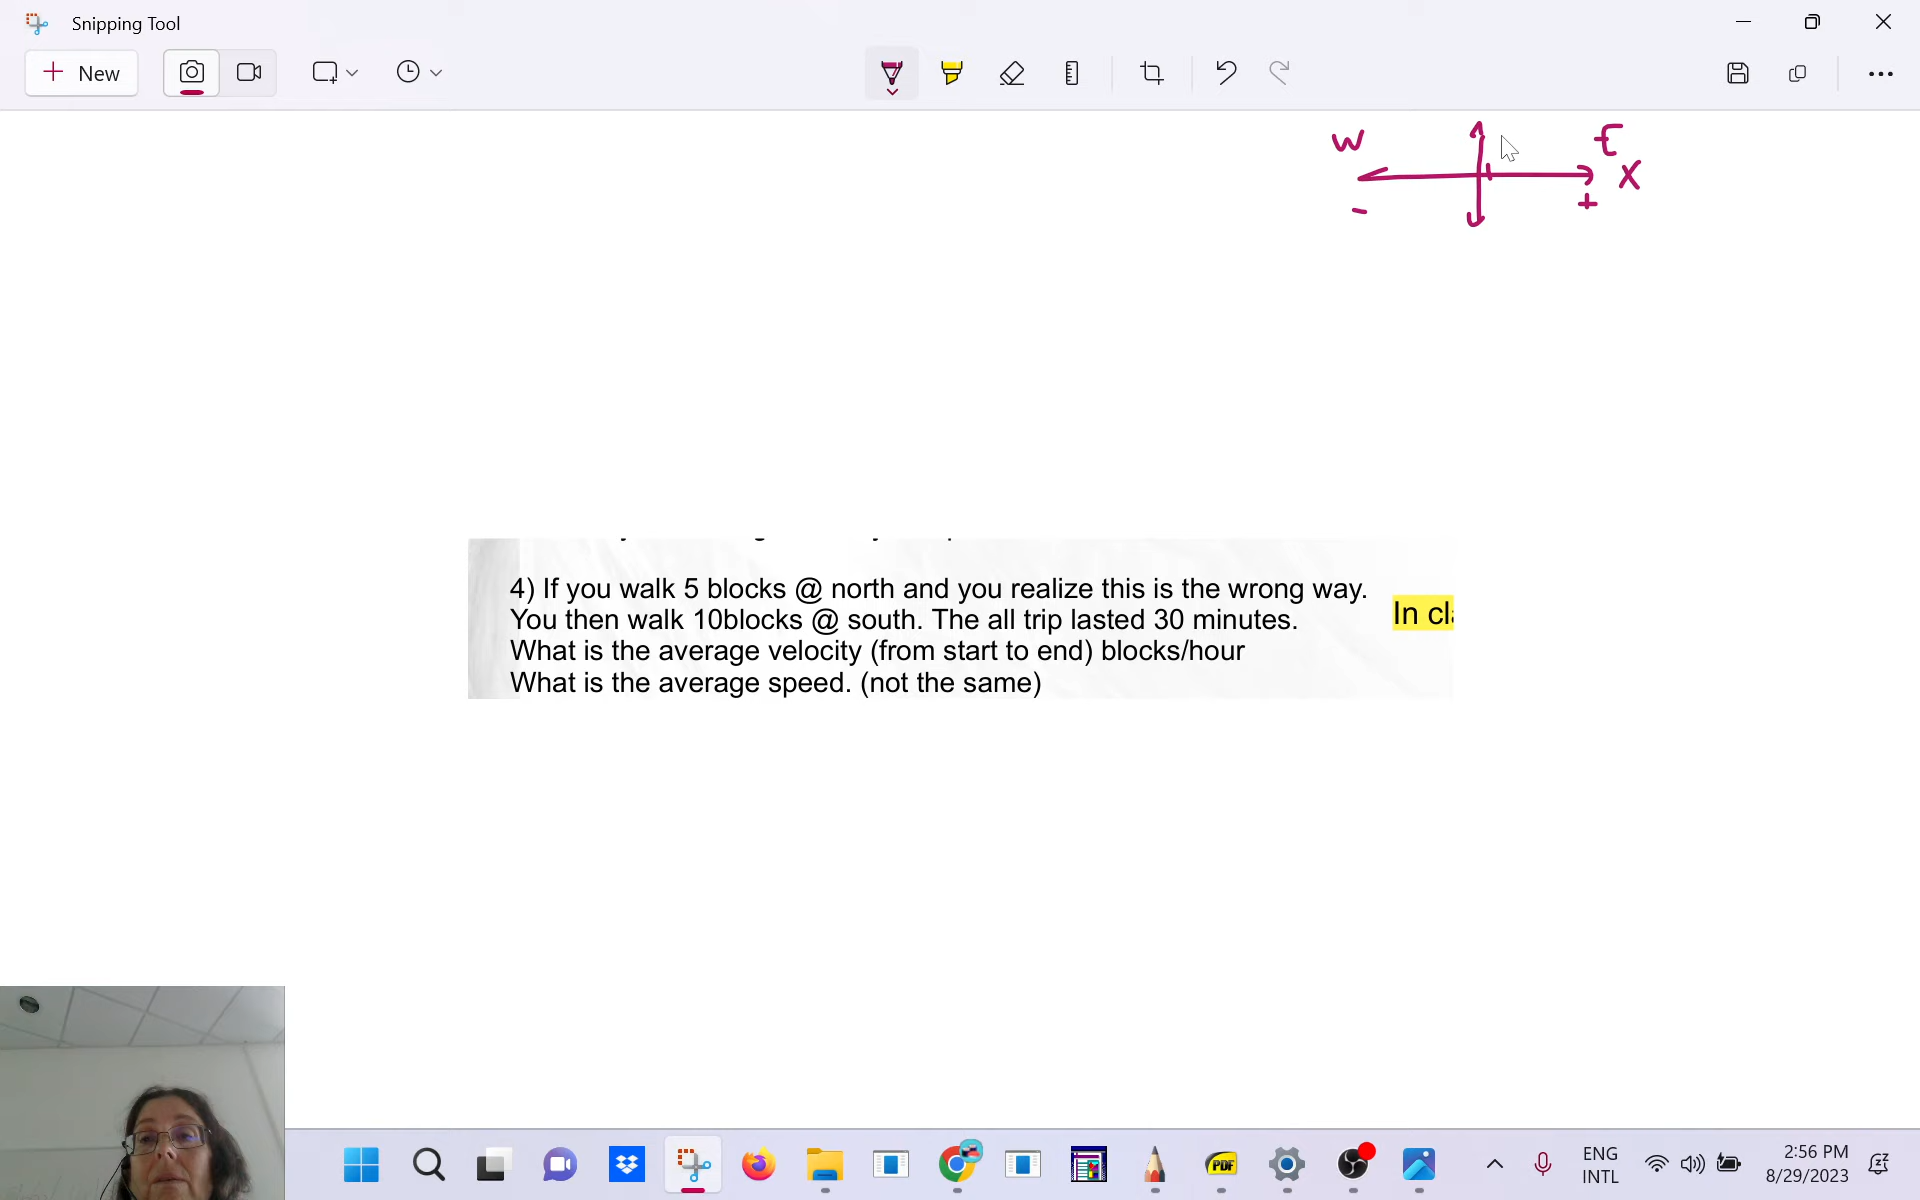 Snipping Tool
New
W
E
X
-
+
4) If you walk 5 blocks @ north and you realize this is the wrong way.
You then walk 10blocks @ south. The all trip lasted 30 minutes.
What is the average velocity (from start to end) blocks/hour
What is the average speed. (not the same)
In cl
PDF
ENG
INTL
2:56 PM
8/29/2023